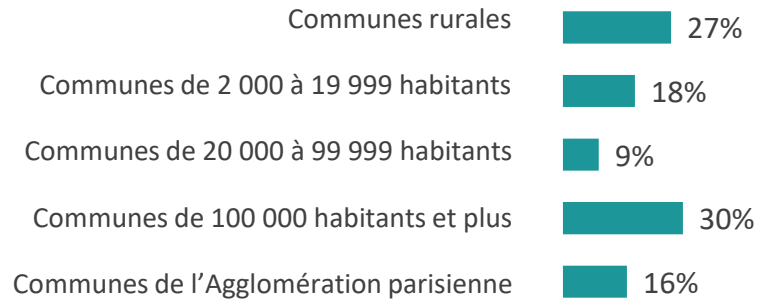 Communes rurales 27%
Communes de 2 000 à 19 999 habitants 18%
Communes de 20 000 à 99 999 habitants 9%
Communes de 100 000 habitants et plus 30%
Communes de l’Agglomération parisienne 16%